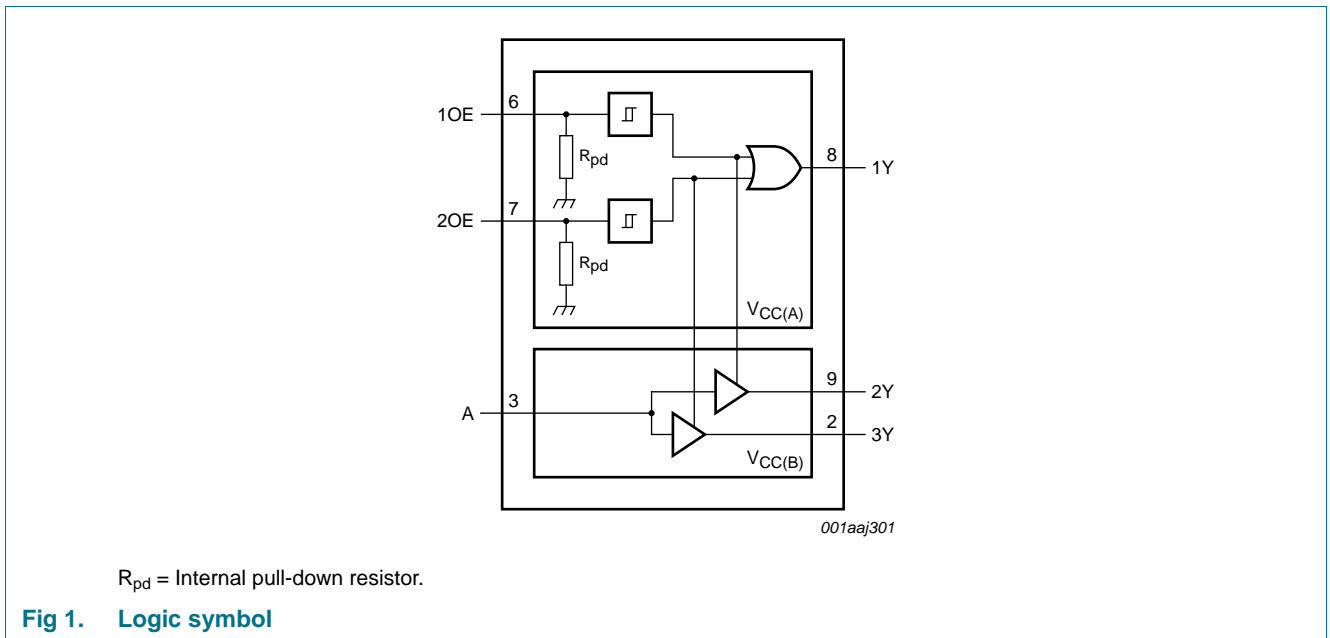 1OE 6
Rpd
8 1Y
2OE 7
Rpd
VCC(A)
9 2Y
A 3
2 3Y
VCC(B)
001aaj301
Rpd = Internal pull-down resistor.
Fig 1. Logic symbol